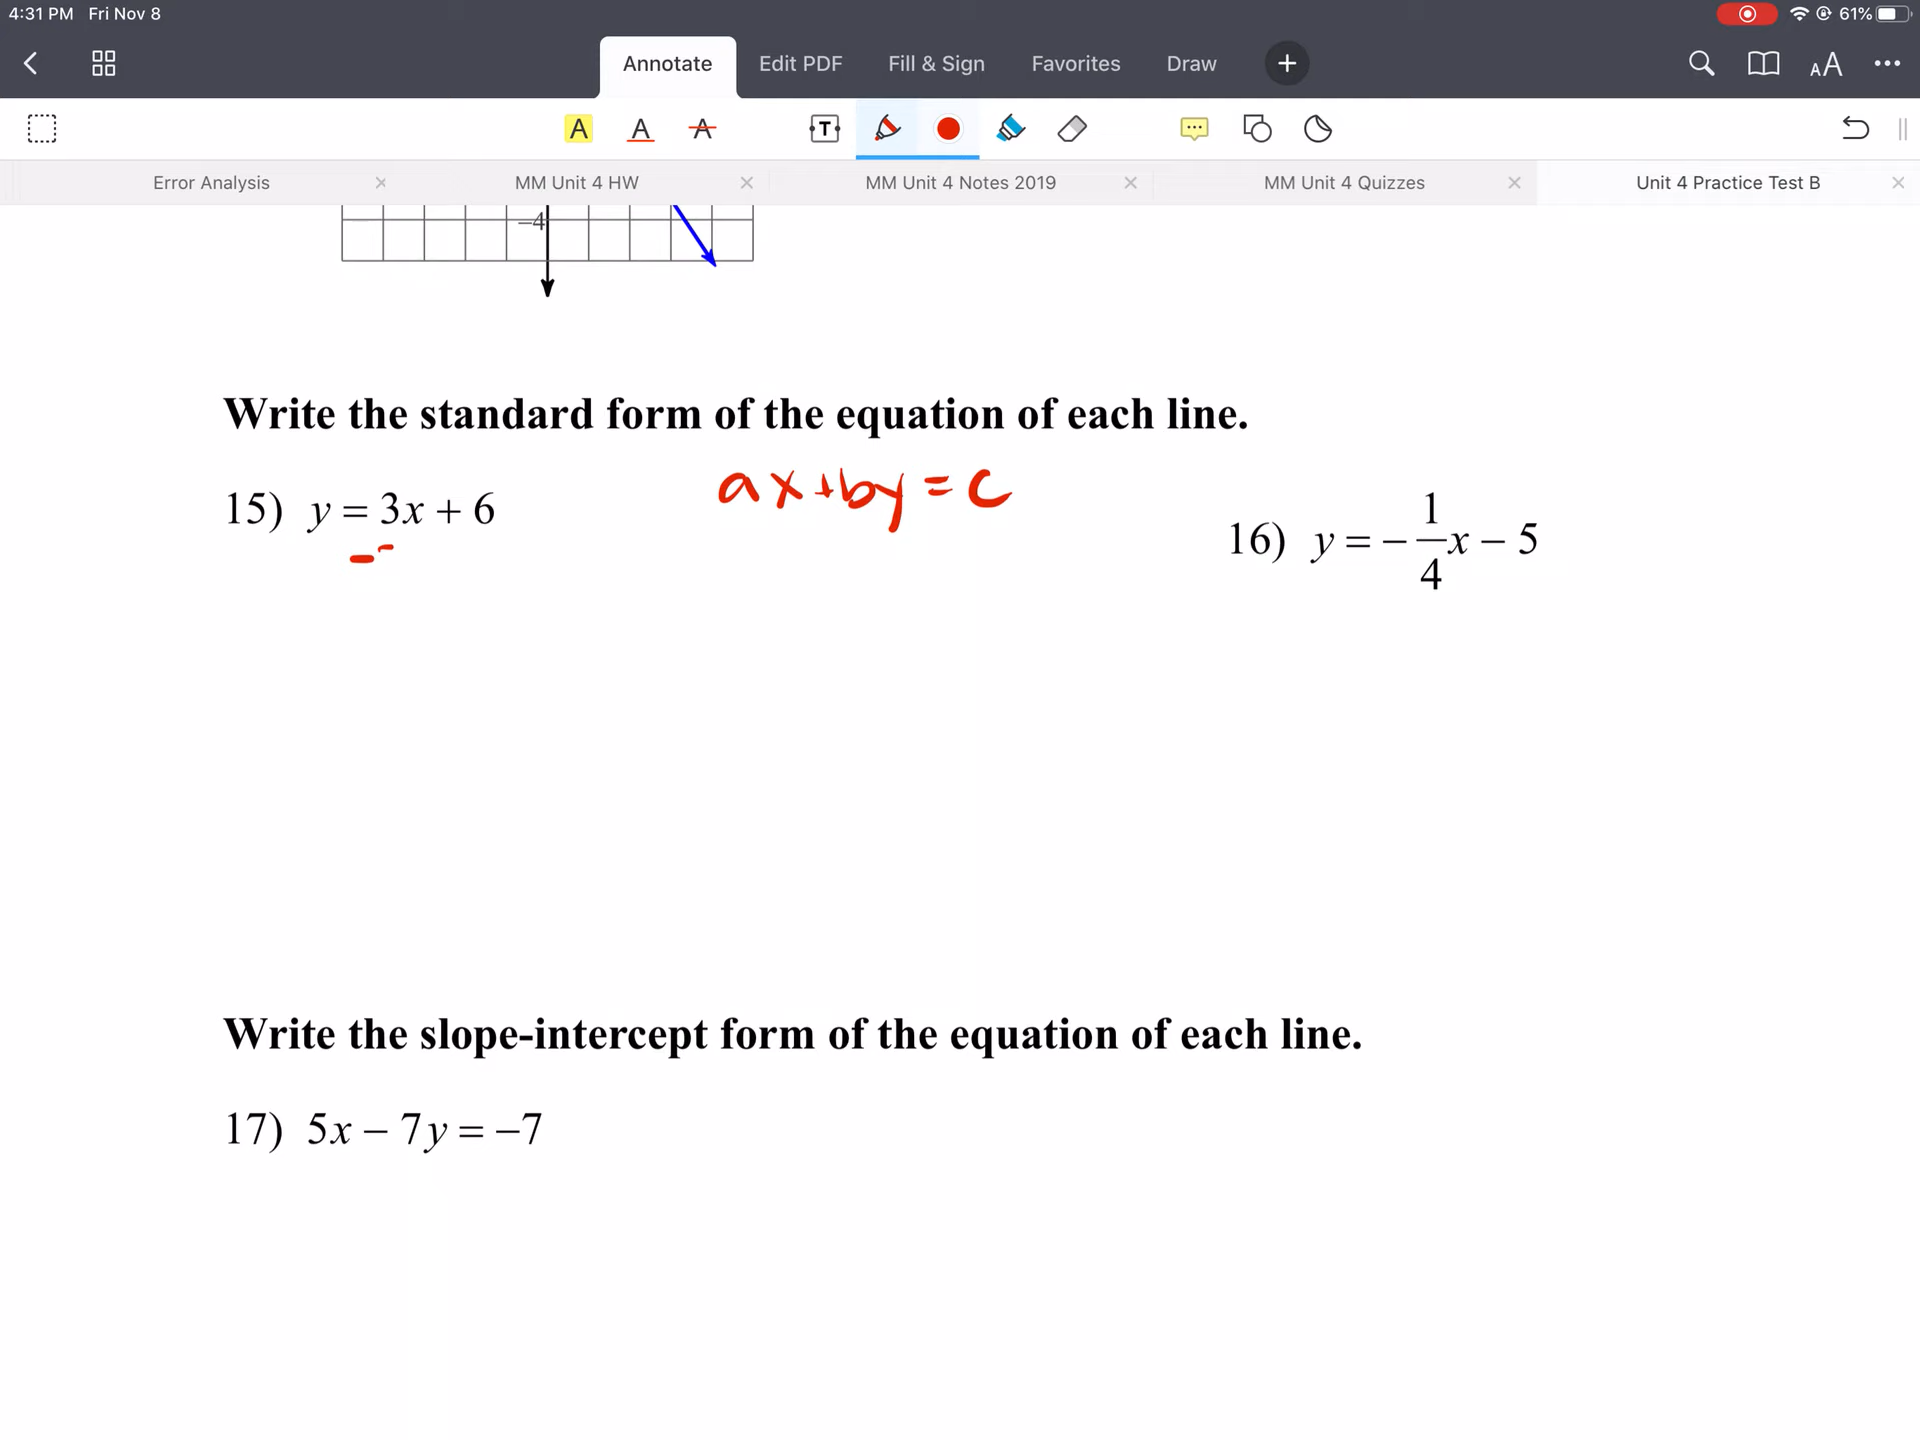 4:31 PM Fri Nov 8 61%
Annotate Edit PDF Fill & Sign Favorites Draw
A A A T AA
Error Analysis MM Unit 4 HW MM Unit 4 Notes 2019 MM Unit 4 Quizzes Unit 4 Practice Test B
−4
Write the standard form of the equation of each line.
ax+by=c
15) y = 3x + 6
16) y = −1/4x − 5
Write the slope-intercept form of the equation of each line.
17) 5x − 7y = −7